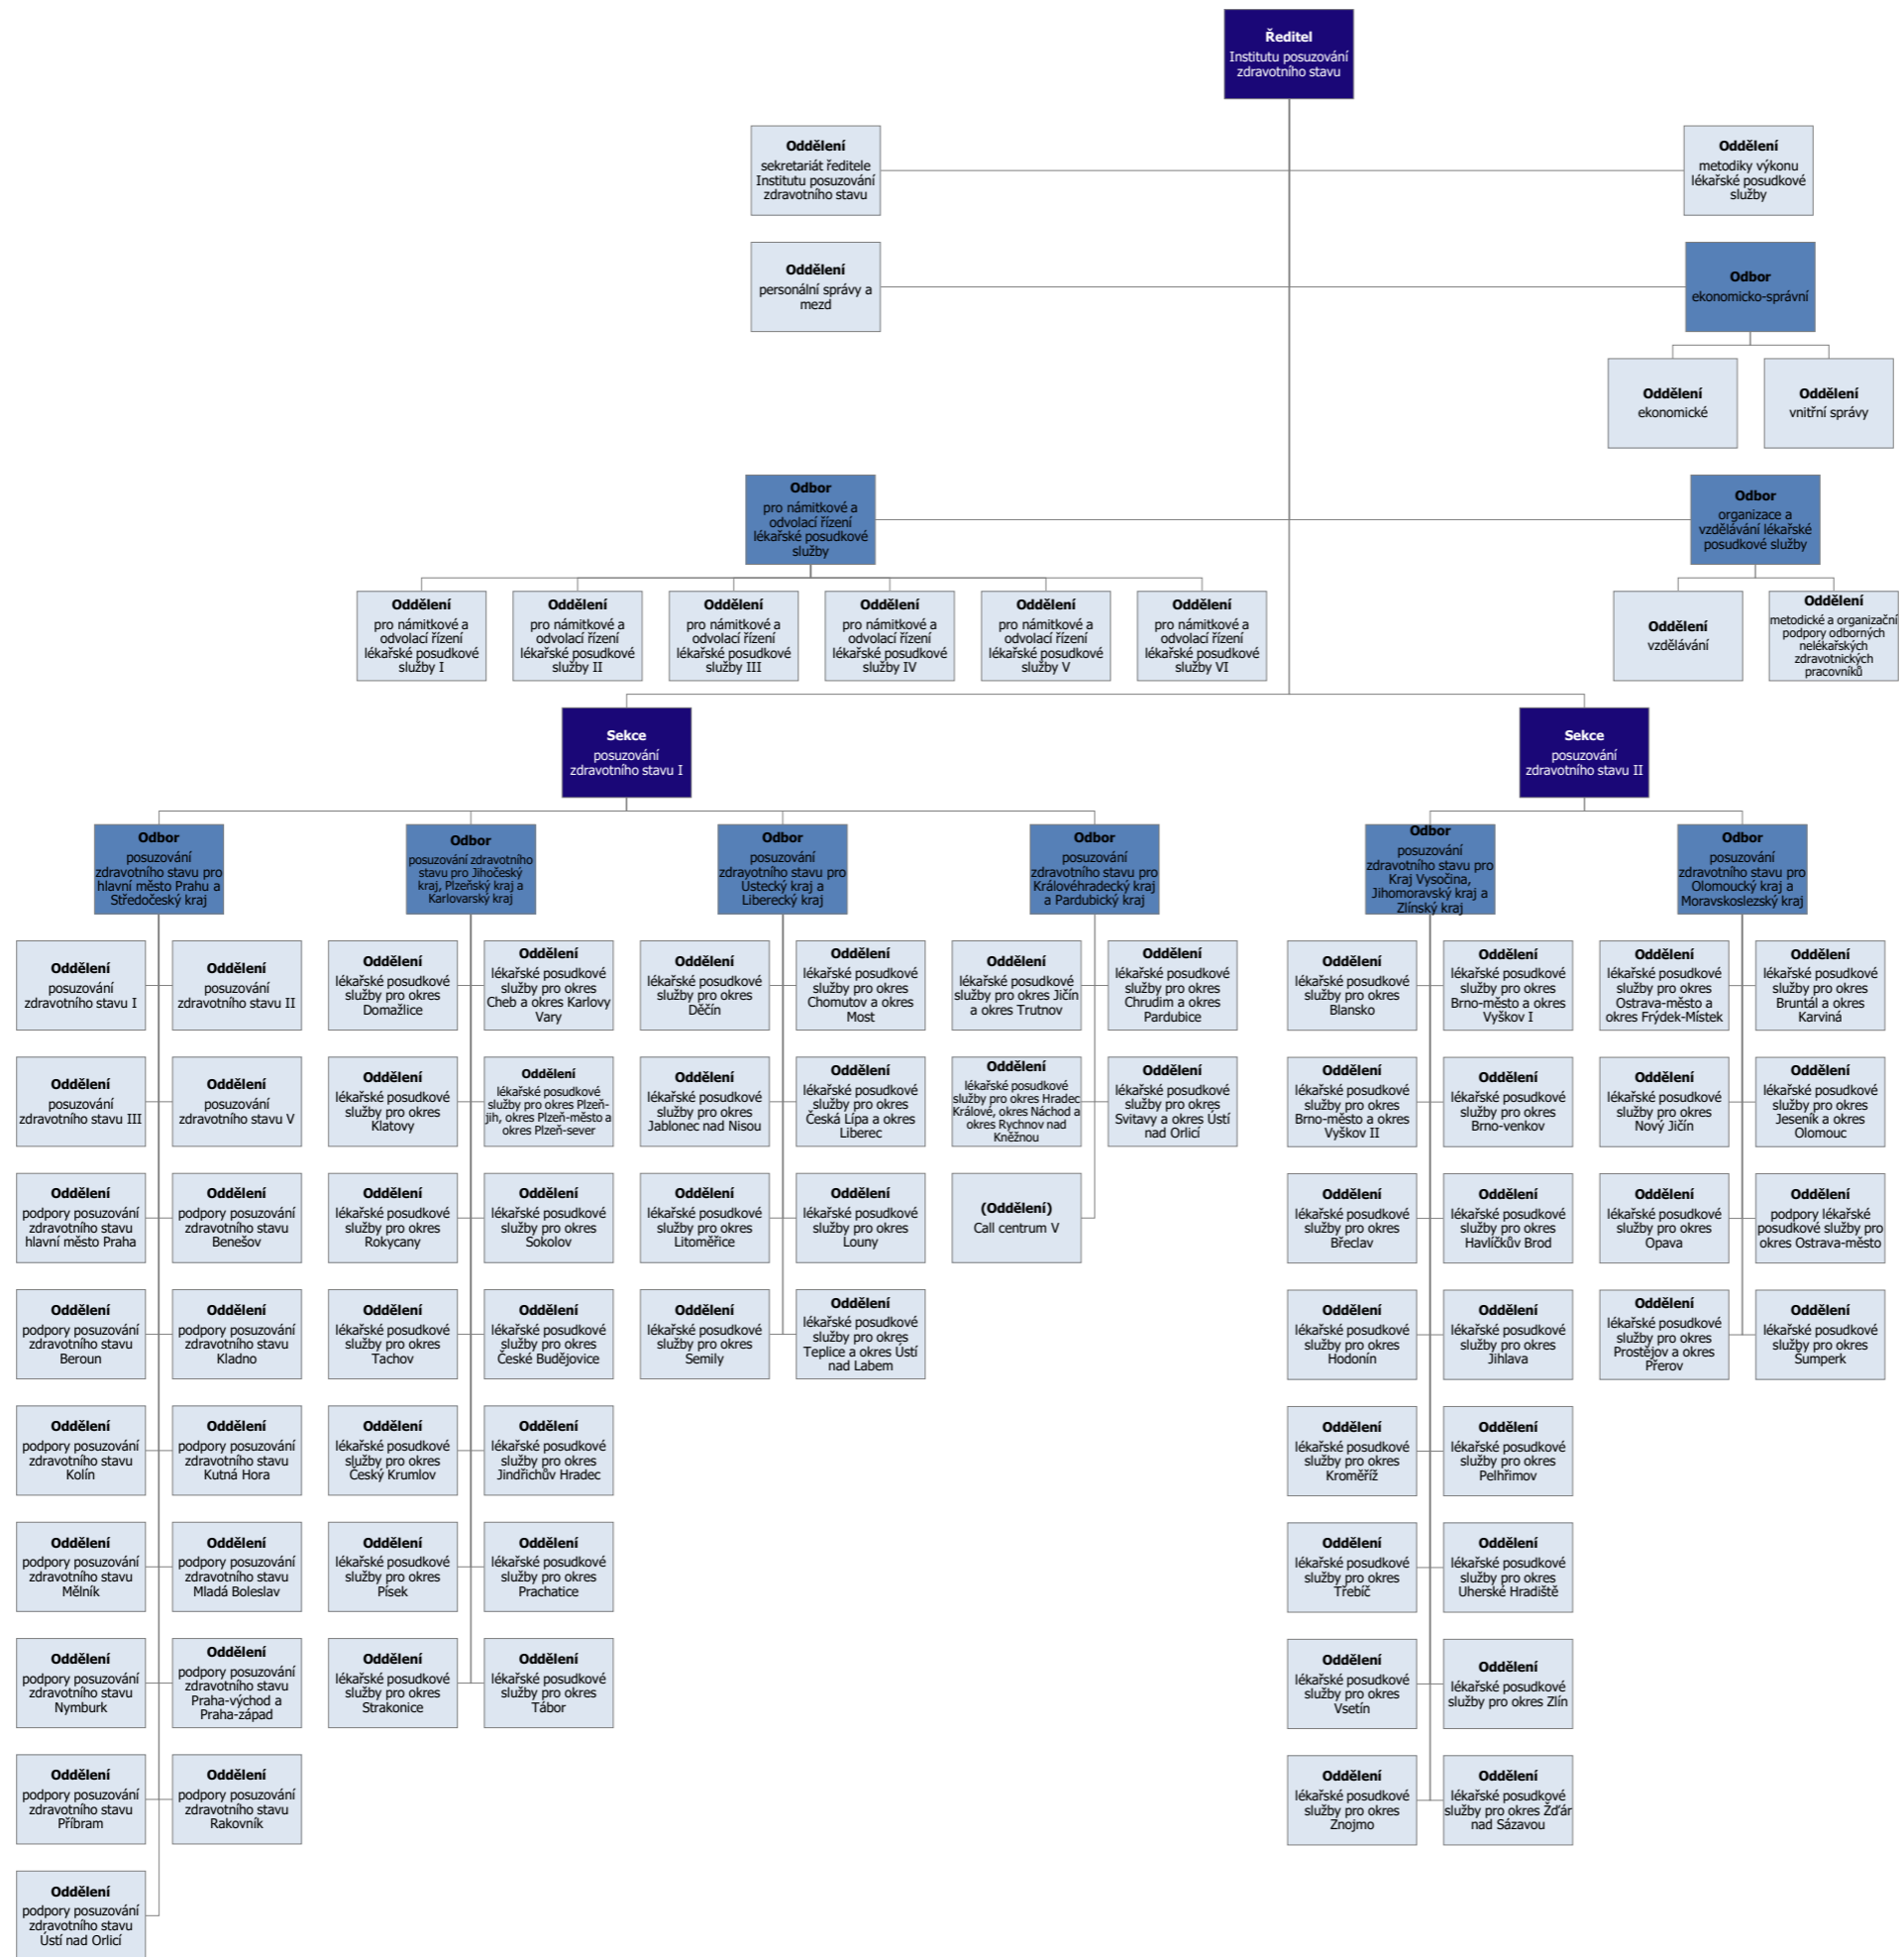 Ředitel
Institutu posuzování
zdravotního stavu
Oddělení
sekretariát ředitele
Institutu posuzování
zdravotního stavu
Oddělení
metodiky výkonu
lékařské posudkové
služby
Oddělení
personální správy a
mezd
Odbor
ekonomicko-správní
Oddělení
ekonomické
Oddělení
vnitřní správy
Odbor
pro námitkové a
odvolací řízení
lékařské posudkové
služby
Odbor
organizace a
vzdělávání lékařské
posudkové služby
Oddělení
pro námitkové a
odvolací řízení
lékařské posudkové
služby I
Oddělení
pro námitkové a
odvolací řízení
lékařské posudkové
služby II
Oddělení
pro námitkové a
odvolací řízení
lékařské posudkové
služby III
Oddělení
pro námitkové a
odvolací řízení
lékařské posudkové
služby IV
Oddělení
pro námitkové a
odvolací řízení
lékařské posudkové
služby V
Oddělení
pro námitkové a
odvolací řízení
lékařské posudkové
služby VI
Oddělení
vzdělávání
Oddělení
metodické a organizační
podpory odborných
nelékařských
zdravotnických
pracovníků
Sekce
posuzování
zdravotního stavu I
Sekce
posuzování
zdravotního stavu II
Odbor
posuzování
zdravotního stavu pro
hlavní město Prahu a
Středočeský kraj
Odbor
posuzování zdravotního
stavu pro Jihočeský
kraj, Plzeňský kraj a
Karlovarský kraj
Odbor
posuzování
zdravotního stavu pro
Ústecký kraj a
Liberecký kraj
Odbor
posuzování
zdravotního stavu pro
Královéhradecký kraj
a Pardubický kraj
Odbor
posuzování
zdravotního stavu pro
Kraj Vysočina,
Jihomoravský kraj a
Zlínský kraj
Odbor
posuzování
zdravotního stavu pro
Olomoucký kraj a
Moravskoslezský kraj
Oddělení
posuzování
zdravotního stavu I
Oddělení
posuzování
zdravotního stavu II
Oddělení
lékařské posudkové
služby pro okres
Domažlice
Oddělení
lékařské posudkové
služby pro okres
Cheb a okres Karlovy
Vary
Oddělení
lékařské posudkové
služby pro okres
Děčín
Oddělení
lékařské posudkové
služby pro okres
Chomutov a okres
Most
Oddělení
lékařské posudkové
služby pro okres Jičín
a okres Trutnov
Oddělení
lékařské posudkové
služby pro okres
Chrudim a okres
Pardubice
Oddělení
lékařské posudkové
služby pro okres
Blansko
Oddělení
lékařské posudkové
služby pro okres
Brno-město a okres
Vyškov I
Oddělení
lékařské posudkové
služby pro okres
Ostrava-město a
okres Frýdek-Místek
Oddělení
lékařské posudkové
služby pro okres
Bruntál a okres
Karviná
Oddělení
posuzování
zdravotního stavu III
Oddělení
posuzování
zdravotního stavu V
Oddělení
lékařské posudkové
služby pro okres
Klatovy
Oddělení
lékařské posudkové
služby pro okres Plzeň-
jih, okres Plzeň-město a
okres Plzeň-sever
Oddělení
lékařské posudkové
služby pro okres
Jablonec nad Nisou
Oddělení
lékařské posudkové
služby pro okres
Česká Lípa a okres
Liberec
Oddělení
lékařské posudkové
služby pro okres Hradec
Králové, okres Náchod a
okres Rychnov nad
Kněžnou
Oddělení
lékařské posudkové
služby pro okres
Svitavy a okres Ústí
nad Orlicí
Oddělení
lékařské posudkové
služby pro okres
Brno-město a okres
Vyškov II
Oddělení
lékařské posudkové
služby pro okres
Brno-venkov
Oddělení
lékařské posudkové
služby pro okres
Nový Jičín
Oddělení
lékařské posudkové
služby pro okres
Jeseník a okres
Olomouc
Oddělení
podpory posuzování
zdravotního stavu
hlavní město Praha
Oddělení
podpory posuzování
zdravotního stavu
Benešov
Oddělení
lékařské posudkové
služby pro okres
Rokycany
Oddělení
lékařské posudkové
služby pro okres
Sokolov
Oddělení
lékařské posudkové
služby pro okres
Litoměřice
Oddělení
lékařské posudkové
služby pro okres
Louny
(Oddělení)
Call centrum V
Oddělení
lékařské posudkové
služby pro okres
Břeclav
Oddělení
lékařské posudkové
služby pro okres
Havlíčkův Brod
Oddělení
lékařské posudkové
služby pro okres
Opava
Oddělení
podpory lékařské
posudkové služby pro
okres Ostrava-město
Oddělení
podpory posuzování
zdravotního stavu
Beroun
Oddělení
podpory posuzování
zdravotního stavu
Kladno
Oddělení
lékařské posudkové
služby pro okres
Tachov
Oddělení
lékařské posudkové
služby pro okres
České Budějovice
Oddělení
lékařské posudkové
služby pro okres
Semily
Oddělení
lékařské posudkové
služby pro okres
Teplice a okres Ústí
nad Labem
Oddělení
lékařské posudkové
služby pro okres
Hodonín
Oddělení
lékařské posudkové
služby pro okres
Jihlava
Oddělení
lékařské posudkové
služby pro okres
Prostějov a okres
Přerov
Oddělení
lékařské posudkové
služby pro okres
Šumperk
Oddělení
podpory posuzování
zdravotního stavu
Kolín
Oddělení
podpory posuzování
zdravotního stavu
Kutná Hora
Oddělení
lékařské posudkové
služby pro okres
Český Krumlov
Oddělení
lékařské posudkové
služby pro okres
Jindřichův Hradec
Oddělení
lékařské posudkové
služby pro okres
Kroměříž
Oddělení
lékařské posudkové
služby pro okres
Pelhřimov
Oddělení
podpory posuzování
zdravotního stavu
Mělník
Oddělení
podpory posuzování
zdravotního stavu
Mladá Boleslav
Oddělení
lékařské posudkové
služby pro okres
Písek
Oddělení
lékařské posudkové
služby pro okres
Prachatice
Oddělení
lékařské posudkové
služby pro okres
Třebíč
Oddělení
lékařské posudkové
služby pro okres
Uherské Hradiště
Oddělení
podpory posuzování
zdravotního stavu
Nymburk
Oddělení
podpory posuzování
zdravotního stavu
Praha-východ a
Praha-západ
Oddělení
lékařské posudkové
služby pro okres
Strakonice
Oddělení
lékařské posudkové
služby pro okres
Tábor
Oddělení
lékařské posudkové
služby pro okres
Vsetín
Oddělení
lékařské posudkové
služby pro okres Zlín
Oddělení
podpory posuzování
zdravotního stavu
Příbram
Oddělení
podpory posuzování
zdravotního stavu
Rakovník
Oddělení
lékařské posudkové
služby pro okres
Znojmo
Oddělení
lékařské posudkové
služby pro okres Žďár
nad Sázavou
Oddělení
podpory posuzování
zdravotního stavu
Ústí nad Orlicí